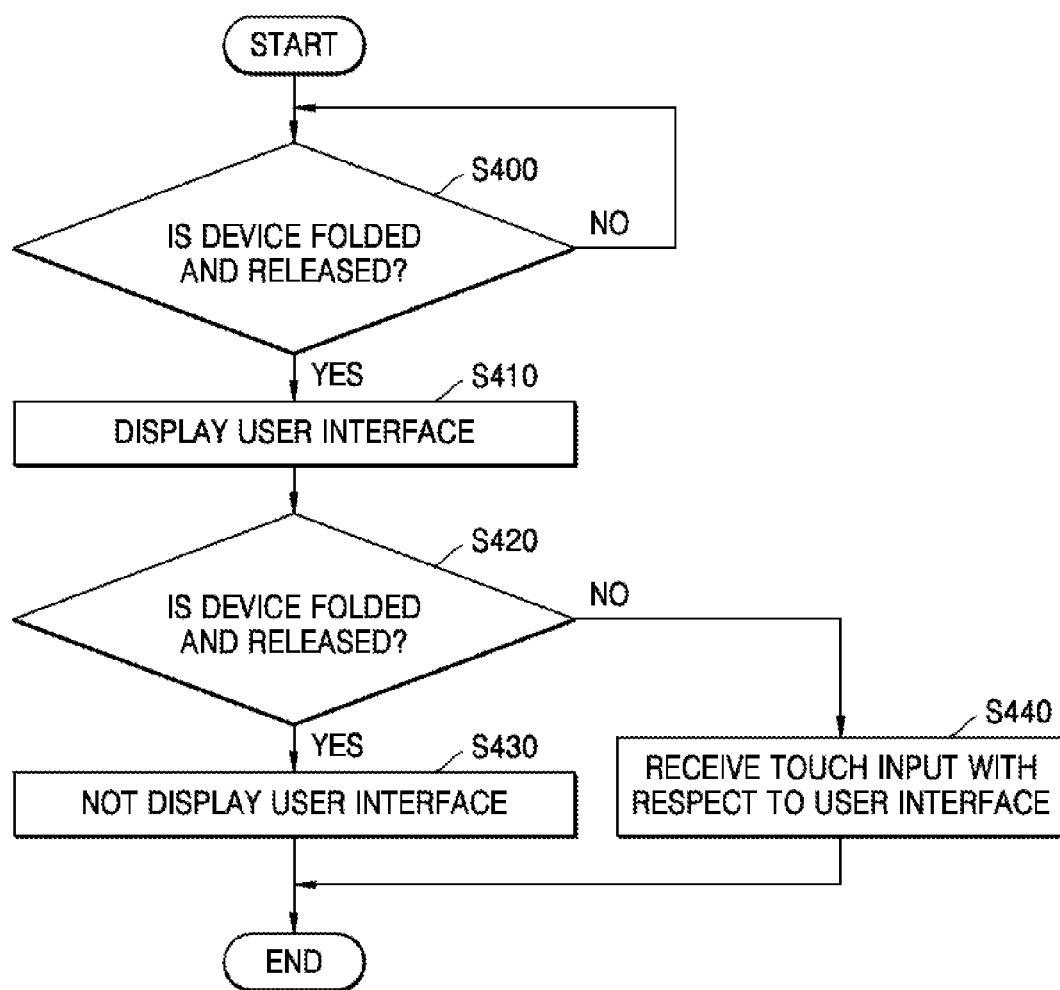 START
S400
IS DEVICE FOLDED
AND RELEASED?
NO
YES
S410
DISPLAY USER INTERFACE
S420
IS DEVICE FOLDED
AND RELEASED?
NO
YES
S430
NOT DISPLAY USER INTERFACE
S440
RECEIVE TOUCH INPUT WITH
RESPECT TO USER INTERFACE
END